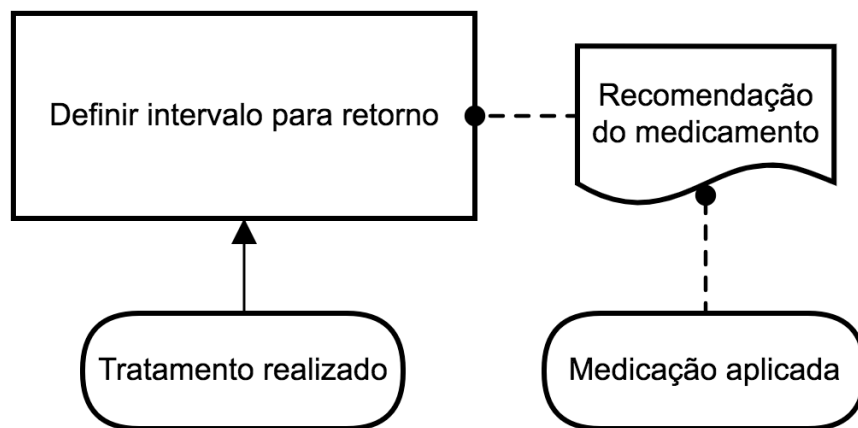 Definir intervalo para retorno
Recomendação
do medicamento
Tratamento realizado
Medicação aplicada